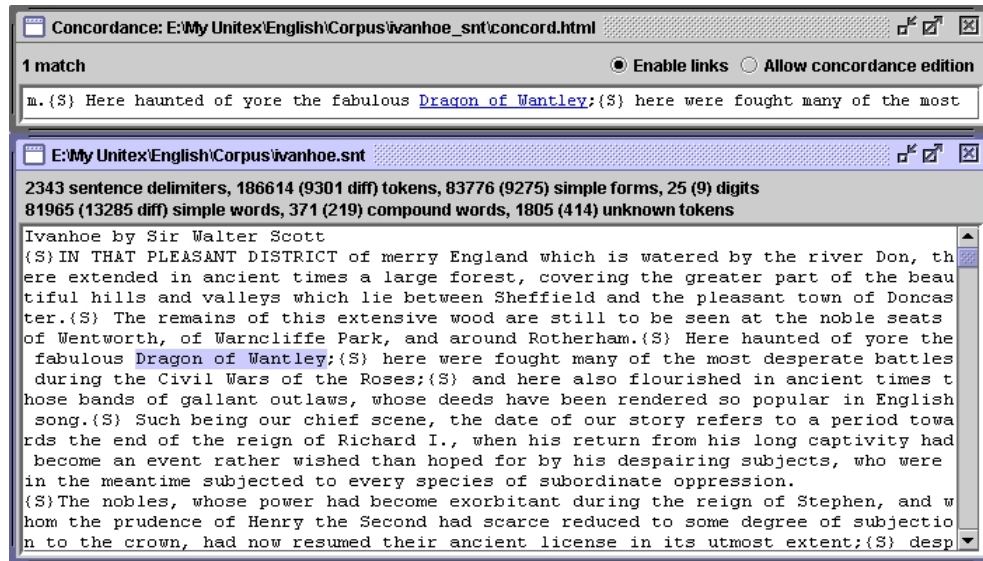 Concordance: E:\My Unitex\English\Corpus\ivanhoe_snt\concord.html
1 match Enable links Allow concordance edition
m.{S} Here haunted of yore the fabulous Dragon of Wantley;{S} here were fought many of the most
E:\My Unitex\English\Corpus\ivanhoe.snt
2343 sentence delimiters, 186614 (9301 diff) tokens, 83776 (9275) simple forms, 25 (9) digits
81965 (13285 diff) simple words, 371 (219) compound words, 1805 (414) unknown tokens
Ivanhoe by Sir Walter Scott
{S}IN THAT PLEASANT DISTRICT of merry England which is watered by the river Don, th
ere extended in ancient times a large forest, covering the greater part of the beau
tiful hills and valleys which lie between Sheffield and the pleasant town of Doncas
ter.{S} The remains of this extensive wood are still to be seen at the noble seats
of Wentworth, of Warncliffe Park, and around Rotherham.{S} Here haunted of yore the
fabulous Dragon of Wantley;{S} here were fought many of the most desperate battles
during the Civil Wars of the Roses;{S} and here also flourished in ancient times t
hose bands of gallant outlaws, whose deeds have been rendered so popular in English
song.{S} Such being our chief scene, the date of our story refers to a period towa
rds the end of the reign of Richard I., when his return from his long captivity had
become an event rather wished than hoped for by his despairing subjects, who were
in the meantime subjected to every species of subordinate oppression.
{S}The nobles, whose power had become exorbitant during the reign of Stephen, and w
hom the prudence of Henry the Second had scarce reduced to some degree of subjectio
n to the crown, had now resumed their ancient license in its utmost extent;{S} desp